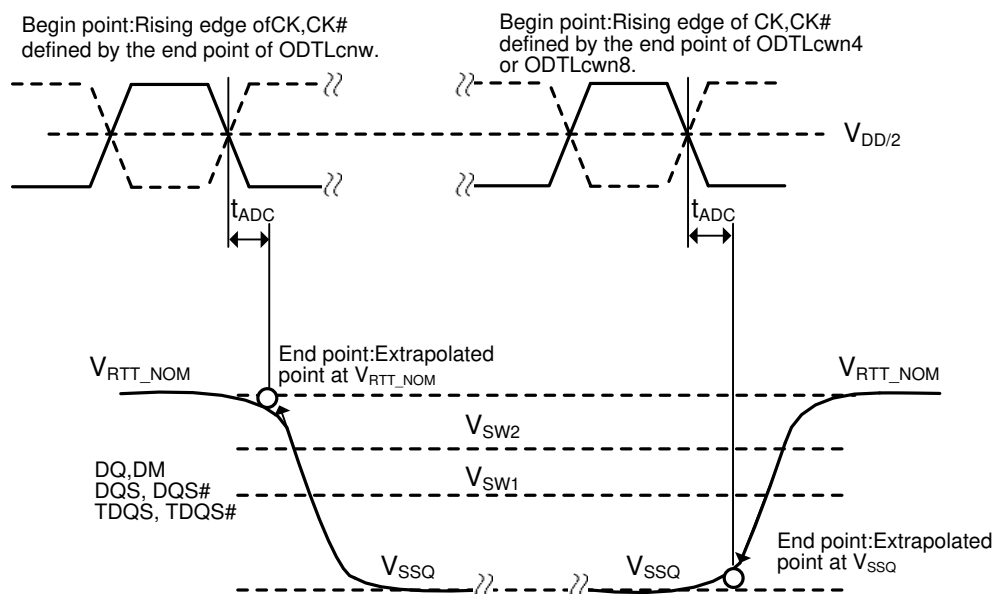 Begin point:Rising edge ofCK,CK#
defined by the end point of ODTLcnw.
Begin point:Rising edge of CK,CK#
defined by the end point of ODTLcwn4
or ODTLcwn8.
VDD/2
tADC
tADC
End point:Extrapolated
point at VRTT_NOM
VRTT_NOM
VRTT_NOM
VSW2
VSW1
DQ,DM
DQS, DQS#
TDQS, TDQS#
End point:Extrapolated
point at VSSQ
VSSQ
VSSQ